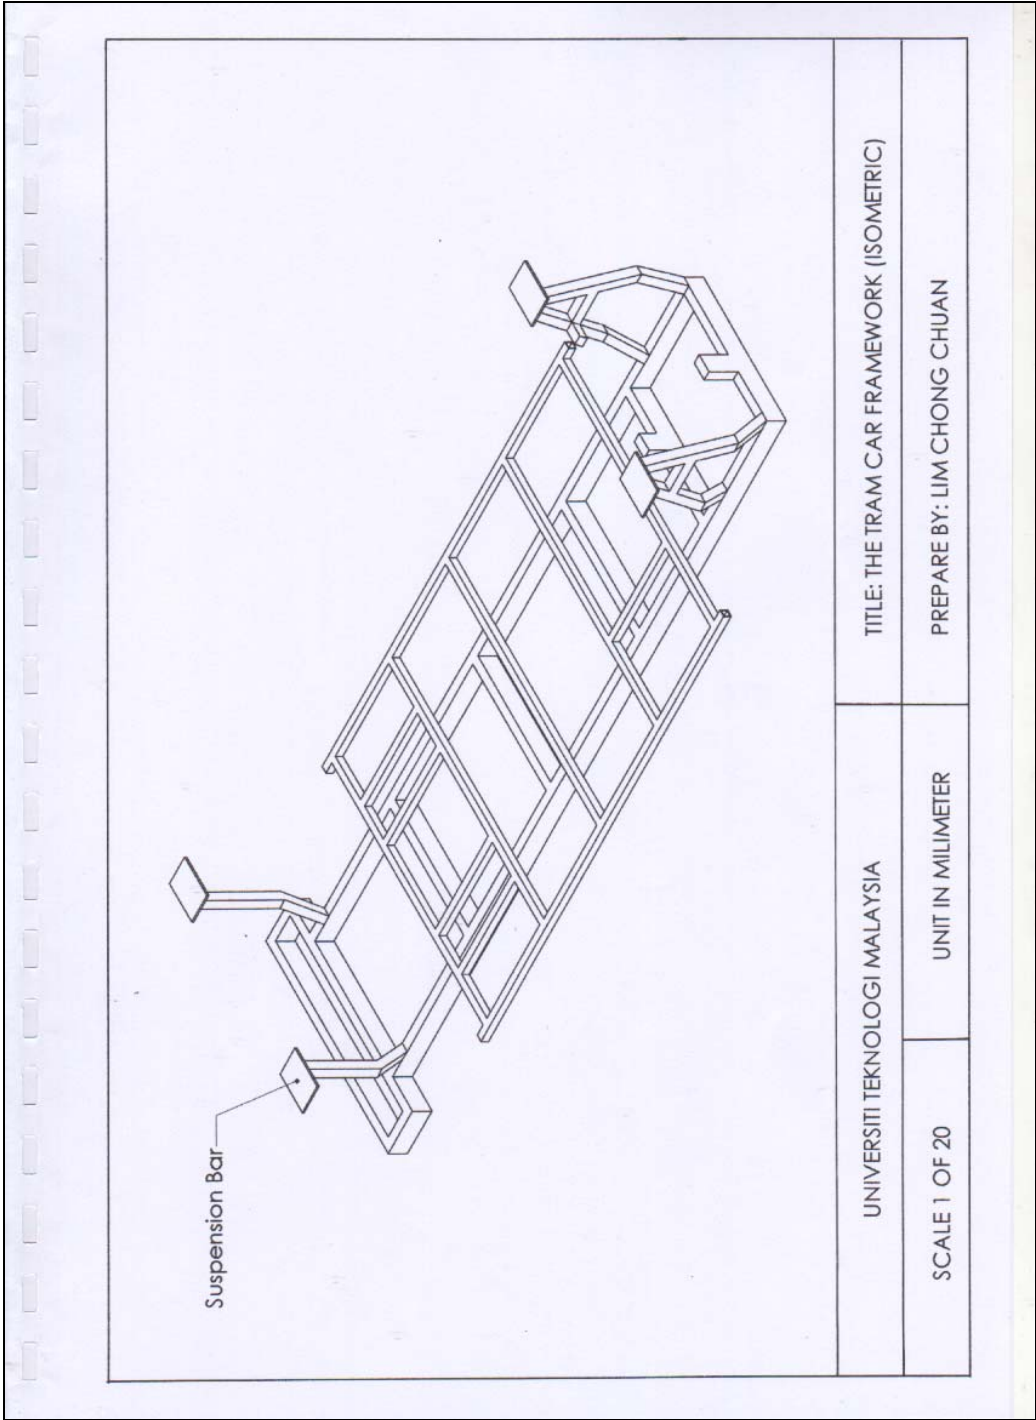 Suspension Bar
UNIVERSITI TEKNOLOGI MALAYSIA
TITLE: THE TRAM CAR FRAMEWORK (ISOMETRIC)
SCALE 1 OF 20
UNIT IN MILIMETER
PREPARE BY: LIM CHONG CHUAN